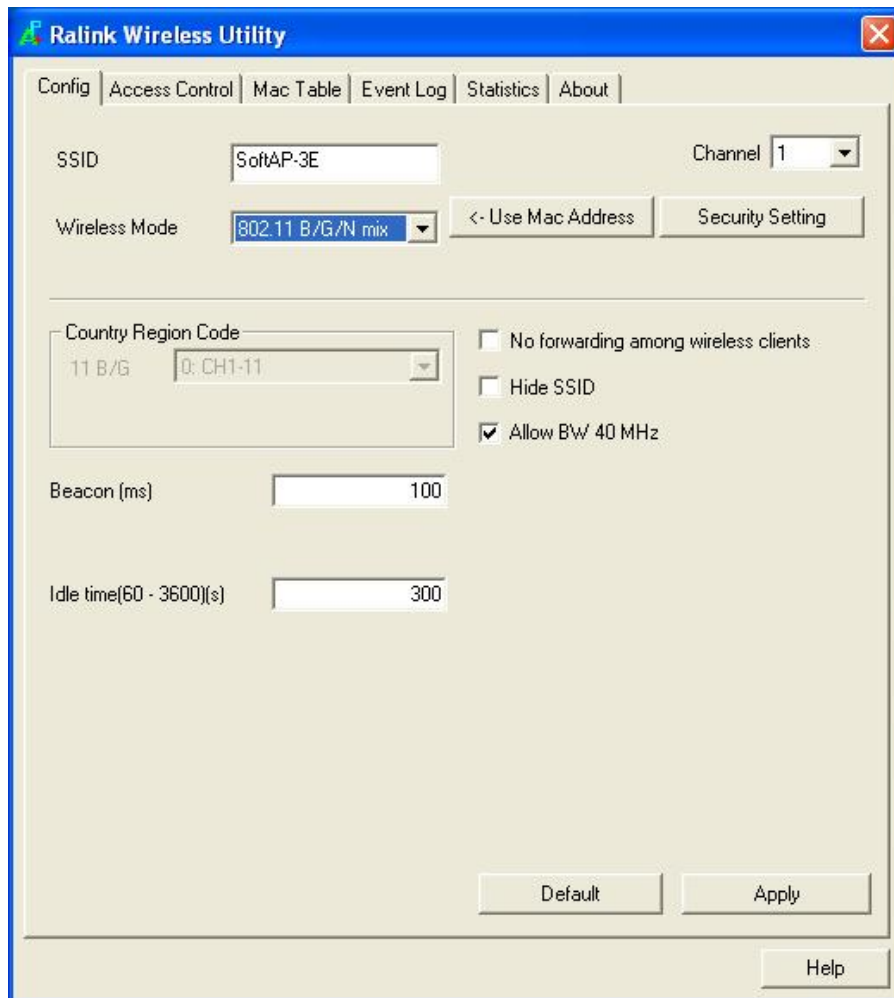 Ralink Wireless Utility
Config Access Control Mac Table Event Log Statistics About
SSID SoftAP-3E Channel 1
Wireless Mode 802.11 B/G/N mix <- Use Mac Address Security Setting
Country Region Code
11 B/G 0: CH1-11
No forwarding among wireless clients
Hide SSID
Allow BW 40 MHz
Beacon (ms) 100
Idle time(60 - 3600)(s) 300
Default Apply
Help